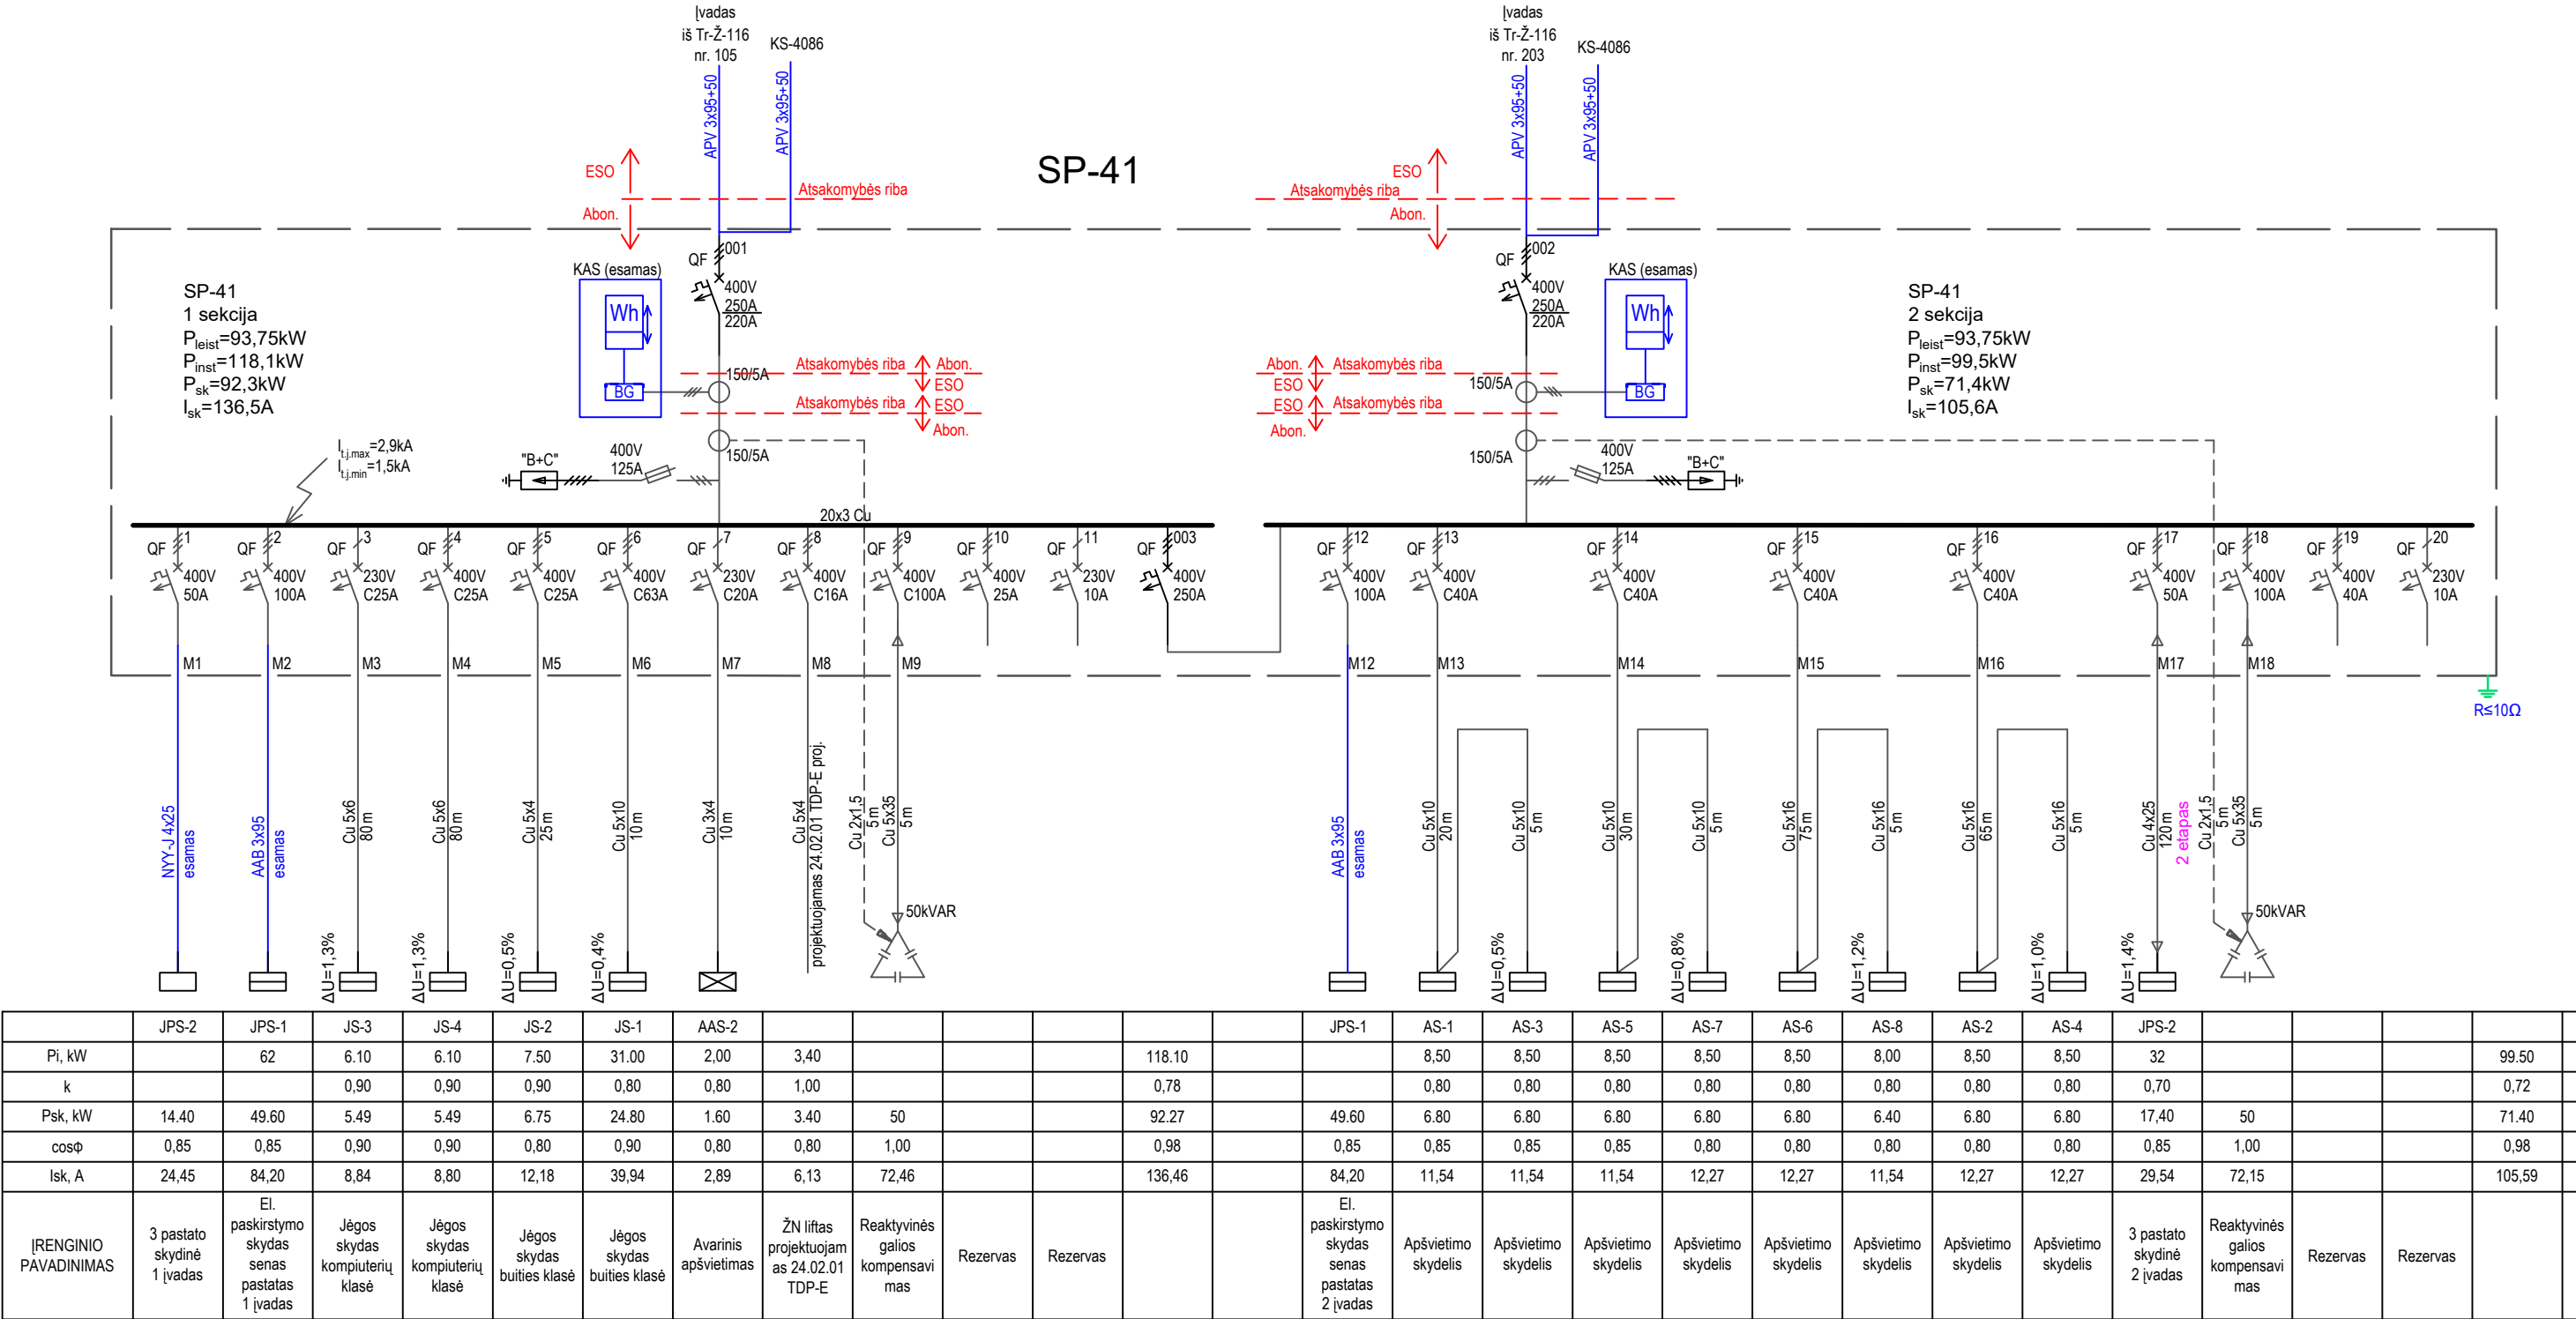 Įvadas
iš Tr-Ž-116
nr. 105
KS-4086
APV 3x95+50
APV 3x95+50
Įvadas
iš Tr-Ž-116
nr. 203
KS-4086
APV 3x95+50
APV 3x95+50
SP-41
ESO
Atsakomybės riba
Abon.
ESO
Atsakomybės riba
Abon.
SP-41
1 sekcija
Pleist=93,75kW
Pinst=118,1kW
Psk=92,3kW
Isk=136,5A
KAS (esamas)
Wh
BG
QF
001
400V
250A
220A
150/5A
Atsakomybės riba
Abon.
ESO
Atsakomybės riba
ESO
Abon.
150/5A
400V
125A
"B+C"
It.j.max=2,9kA
It.j.min=1,5kA
QF
002
400V
250A
220A
KAS (esamas)
Wh
BG
Abon.
Atsakomybės riba
ESO
150/5A
ESO
Atsakomybės riba
Abon.
150/5A
400V
125A
"B+C"
SP-41
2 sekcija
Pleist=93,75kW
Pinst=99,5kW
Psk=71,4kW
Isk=105,6A
20x3 Cu
QF 1 400V 50A
QF 2 400V 100A
QF 3 230V C25A
QF 4 400V C25A
QF 5 400V C25A
QF 6 400V C63A
QF 7 230V C20A
QF 8 400V C16A
QF 9 400V C100A
QF 10 400V 25A
QF 11 230V 10A
QF 003 400V 250A
QF 12 400V 100A
QF 13 400V C40A
QF 14 400V C40A
QF 15 400V C40A
QF 16 400V C40A
QF 17 400V 50A
QF 18 400V 100A
QF 19 400V 40A
QF 20 230V 10A
M1 M2 M3 M4 M5 M6 M7 M8 M9 M12 M13 M14 M15 M16 M17 M18
R≤10Ω
NYY-J 4x25
esamas
AAB 3x95
esamas
Cu 5x6
80m
Cu 5x6
80m
Cu 5x4
25m
Cu 5x10
10m
Cu 3x4
10m
Cu 5x4
projektuojamas 24.02.01 TDP-E proj.
Cu 2x1,5
5m
Cu 5x35
5m
AAB 3x95
esamas
Cu 5x10
20m
Cu 5x10
5m
Cu 5x10
30m
Cu 5x10
5m
Cu 5x16
75m
Cu 5x16
5m
Cu 5x16
65m
Cu 5x16
5m
Cu 4x25
120m
2 etapas
Cu 2x1,5
5m
Cu 5x35
5m
50kVAR
50kVAR
ΔU=1,3%
ΔU=1,3%
ΔU=0,5%
ΔU=0,4%
ΔU=0,5%
ΔU=0,8%
ΔU=1,2%
ΔU=1,0%
ΔU=1,4%
JPS-2 JPS-1 JS-3 JS-4 JS-2 JS-1 AAS-2 JPS-1 AS-1 AS-3 AS-5 AS-7 AS-6 AS-8 AS-2 AS-4 JPS-2
Pi, kW 62 6.10 6.10 7.50 31.00 2,00 3,40 118.10 8,50 8,50 8,50 8,50 8,50 8,00 8,50 8,50 32 99.50
k 0,90 0,90 0,90 0,80 0,80 1,00 0,78 0,80 0,80 0,80 0,80 0,80 0,80 0,80 0,80 0,70 0,72
Psk, kW 14.40 49.60 5.49 5.49 6.75 24.80 1.60 3.40 50 92.27 49.60 6.80 6.80 6.80 6.80 6.80 6.40 6.80 6.80 17,40 50 71.40
cosΦ 0,85 0,85 0,90 0,90 0,80 0,90 0,80 0,80 1,00 0,98 0,85 0,85 0,85 0,85 0,80 0,80 0,80 0,80 0,80 0,85 1,00 0,98
Isk, A 24,45 84,20 8,84 8,80 12,18 39,94 2,89 6,13 72,46 136,46 84,20 11,54 11,54 11,54 12,27 12,27 11,54 12,27 12,27 29,54 72,15 105,59
ĮRENGINIO
PAVADINIMAS
3 pastato
skydinė
1 įvadas
El.
paskirstymo
skydas
senas
pastatas
1 įvadas
Jėgos
skydas
kompiuterių
klasė
Jėgos
skydas
kompiuterių
klasė
Jėgos
skydas
buities klasė
Jėgos
skydas
buities klasė
Avarinis
apšvietimas
ŽN liftas
projektuojam
as 24.02.01
TDP-E
Reaktyvinės
galios
kompensavi
mas
Rezervas
Rezervas
El.
paskirstymo
skydas
senas
pastatas
2 įvadas
Apšvietimo
skydelis
Apšvietimo
skydelis
Apšvietimo
skydelis
Apšvietimo
skydelis
Apšvietimo
skydelis
Apšvietimo
skydelis
Apšvietimo
skydelis
Apšvietimo
skydelis
3 pastato
skydinė
2 įvadas
Reaktyvinės
galios
kompensavi
mas
Rezervas
Rezervas